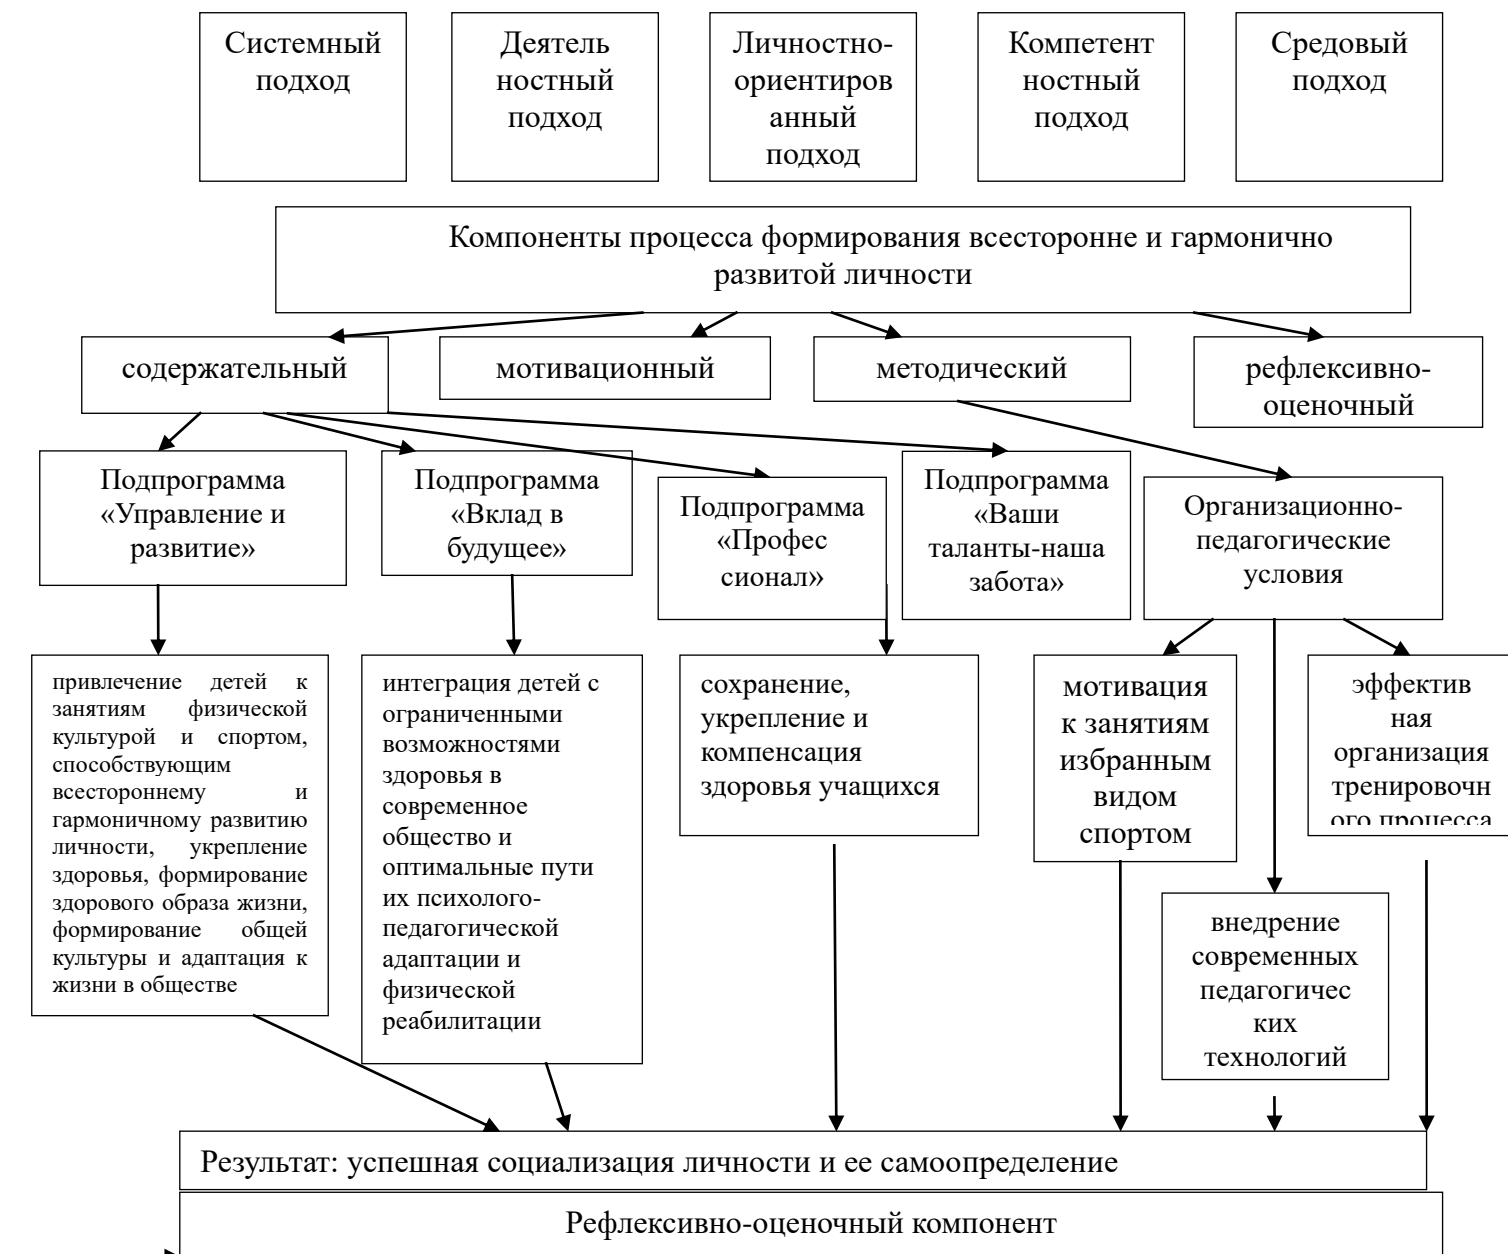 Системный
подход
Деятель
ностный
подход
Личностно-
ориентиров
анный
подход
Компетент
ностный
подход
Средовый
подход
Компоненты процесса формирования всесторонне и гармонично
развитой личности
содержательный
мотивационный
методический
рефлексивно-
оценочный
Подпрограмма
«Управление и
развитие»
Подпрограмма
«Вклад в
будущее»
Подпрограмма
«Профес
сионал»
Подпрограмма
«Ваши
таланты-наша
забота»
Организационно-
педагогические
условия
привлечение детей к
занятиям физической
культурой и спортом,
способствующим
всестороннему и
гармоничному развитию
личности, укрепление
здоровья, формирование
здорового образа жизни,
формирование общей
культуры и адаптация к
жизни в обществе
интеграция детей с
ограниченными
возможностями
здоровья в
современное
общество и
оптимальные пути
их психолого-
педагогической
адаптации и
физической
реабилитации
сохранение,
укрепление и
компенсация
здоровья учащихся
мотивация
к занятиям
избранным
видом
спортом
эффектив
ная
организация
тренировочн
ого процесса
внедрение
современных
педагогичес
ких
технологий
Результат: успешная социализация личности и ее самоопределение
Рефлексивно-оценочный компонент